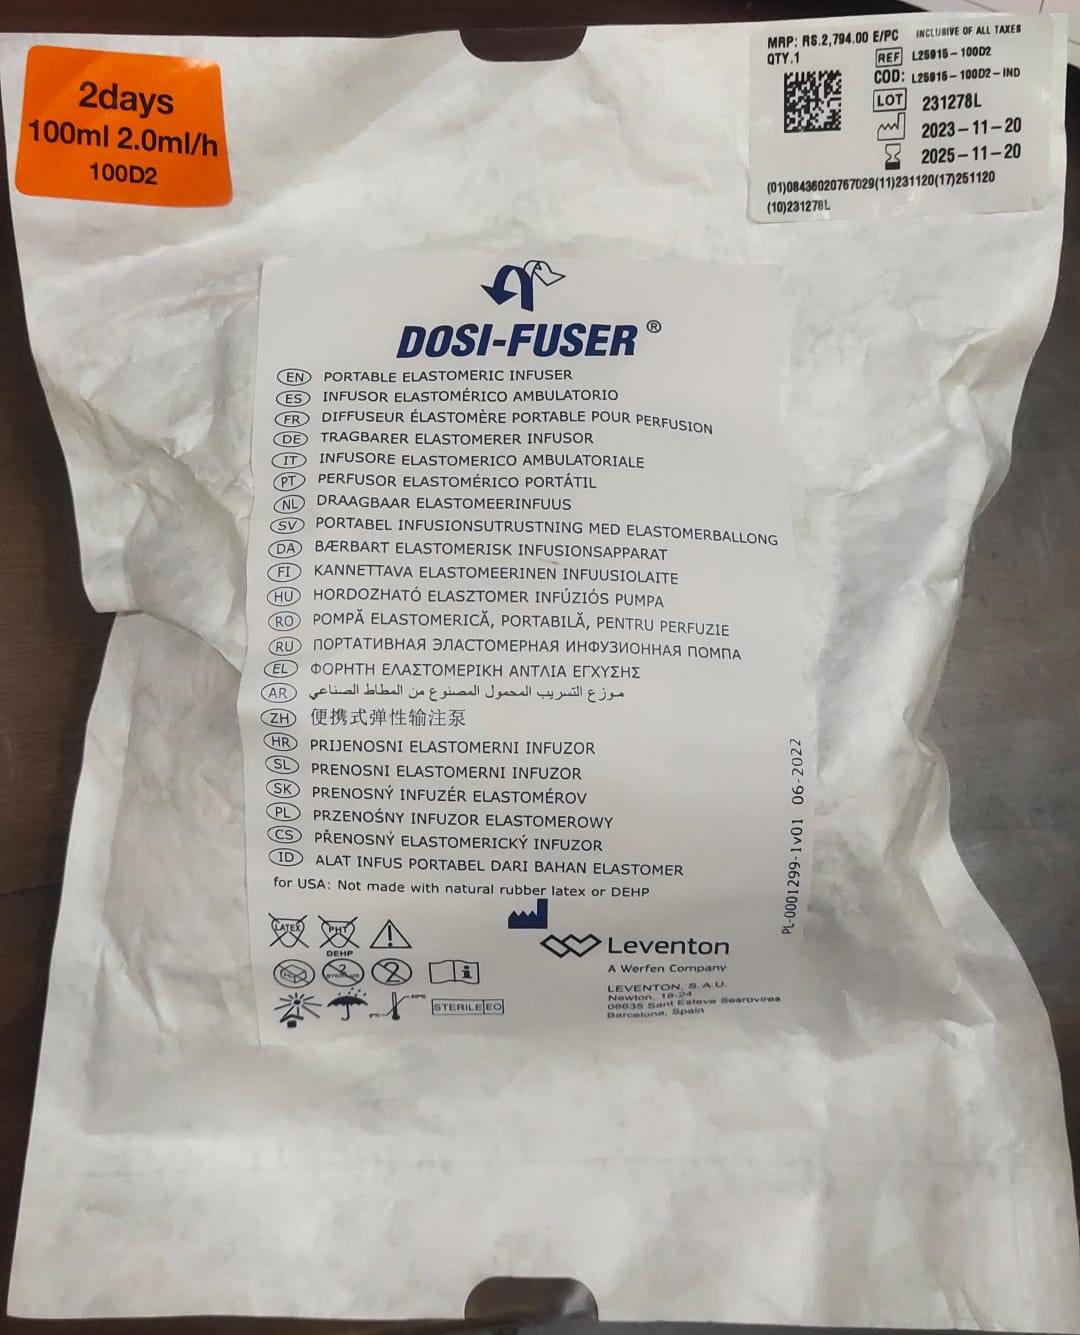 2days
100ml 2.0ml/h
100D2
MRP: RS.2,794.00 E/PC INCLUSIVE OF ALL TAXES
QTY.1
REF L25915-100D2
COD: L25915-100D2-IND
LOT 231278L
2023-11-20
2025-11-20
(01)08436020767029(11)231120(17)251120
(10)231278L
DOSI-FUSER ®
EN PORTABLE ELASTOMERIC INFUSER
ES INFUSOR ELASTOMÉRICO AMBULATORIO
FR DIFFUSEUR ÉLASTOMÈRE PORTABLE POUR PERFUSION
DE TRAGBARER ELASTOMERER INFUSOR
IT INFUSORE ELASTOMERICO AMBULATORIALE
PT PERFUSOR ELASTOMÉRICO PORTÁTIL
NL DRAAGBAAR ELASTOMEERINFUUS
SV PORTABEL INFUSIONSUTRUSTNING MED ELASTOMERBALLONG
DA BÆRBART ELASTOMERISK INFUSIONSAPPARAT
FI KANNETTAVA ELASTOMEERINEN INFUUSIOLAITE
HU HORDOZHATÓ ELASZTOMER INFÚZIÓS PUMPA
RO POMPĂ ELASTOMERICĂ, PORTABILĂ, PENTRU PERFUZIE
RU ПОРТАТИВНАЯ ЭЛАСТОМЕРНАЯ ИНФУЗИОННАЯ ПОМПА
EL ΦΟΡΗΤΗ ΕΛΑΣΤΟΜΕΡΙΚΗ ΑΝΤΛΙΑ ΕΓΧΥΣΗΣ
AR موزع التسريب المحمول المصنوع من المطاط الصناعي
ZH 便携式弹性输注泵
HR PRIJENOSNI ELASTOMERNI INFUZOR
SL PRENOSNI ELASTOMERNI INFUZOR
SK PRENOSNÝ INFUZÉR ELASTOMÉROV
PL PRZENOŚNY INFUZOR ELASTOMEROWY
CS PŘENOSNÝ ELASTOMERICKÝ INFUZOR
ID ALAT INFUS PORTABEL DARI BAHAN ELASTOMER
for USA: Not made with natural rubber latex or DEHP
PL-0001299-1v01 06-2022
LATEX PHT
DEHP
2
STERILE EO
Leventon
A Werfen Company
LEVENTON, S.A.U.
Newton, 18-24
08635 Sant Esteve Sesrovires
Barcelona, Spain